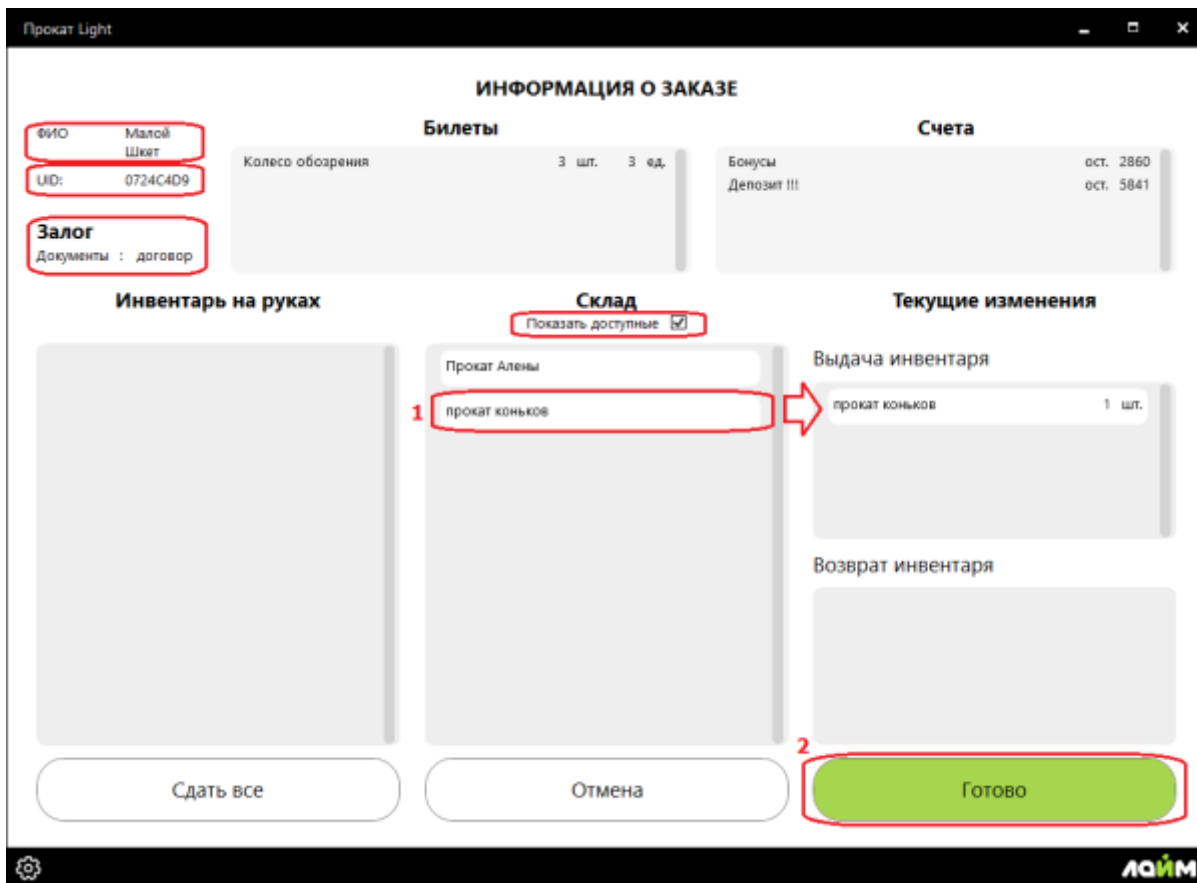 Прокат Light
ИНФОРМАЦИЯ О ЗАКАЗЕ
ФИО Малой
Шкет
UID: 0724C4D9
Залог
Документы : договор
Билеты
Колесо обозрения 3 шт. 3 ед.
Счета
Бонусы ост. 2860
Депозит !!! ост. 5841
Инвентарь на руках
Склад
Показать доступные
Прокат Алены
1 прокат коньков
Текущие изменения
Выдача инвентаря
прокат коньков 1 шт.
Возврат инвентаря
2
Сдать все
Отмена
Готово
лайм